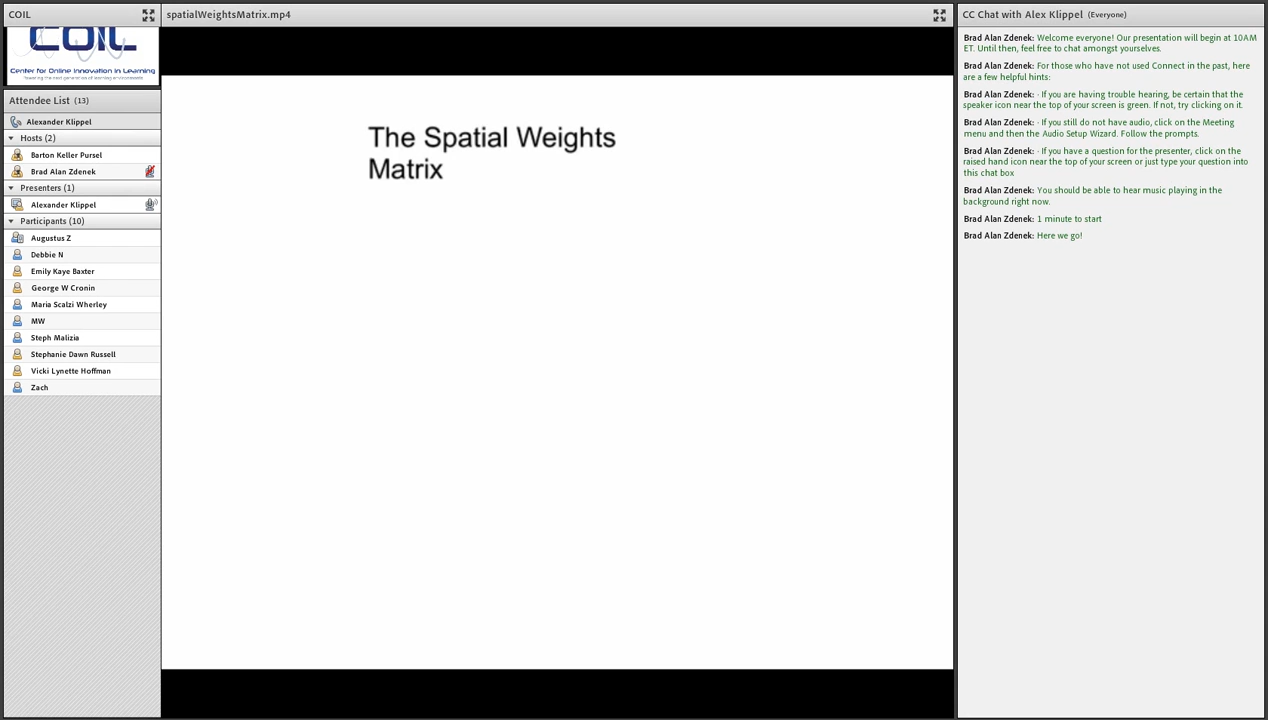 COIL
COIL
Center for Online Innovation in Learning
Attendee List (13)
Alexander Klippel
Hosts (2)
Barton Keller Pursel
Brad Alan Zdenek
Presenters (1)
Alexander Klippel
Participants (10)
Augustus Z
Debbie N
Emily Kaye Baxter
George W Cronin
Maria Scalzi Wherley
MW
Steph Malizia
Stephanie Dawn Russell
Vicki Lynette Hoffman
Zach
spatialWeightsMatrix.mp4
The Spatial Weights
Matrix
CC Chat with Alex Klippel (Everyone)
Brad Alan Zdenek: Welcome everyone! Our presentation will begin at 10AM
ET. Until then, feel free to chat amongst yourselves.
Brad Alan Zdenek: For those who have not used Connect in the past, here
are a few helpful hints:
Brad Alan Zdenek: · If you are having trouble hearing, be certain that the
speaker icon near the top of your screen is green. If not, try clicking on it.
Brad Alan Zdenek: · If you still do not have audio, click on the Meeting
menu and then the Audio Setup Wizard. Follow the prompts.
Brad Alan Zdenek: · If you have a question for the presenter, click on the
raised hand icon near the top of your screen or just type your question into
this chat box
Brad Alan Zdenek: You should be able to hear music playing in the
background right now.
Brad Alan Zdenek: 1 minute to start
Brad Alan Zdenek: Here we go!